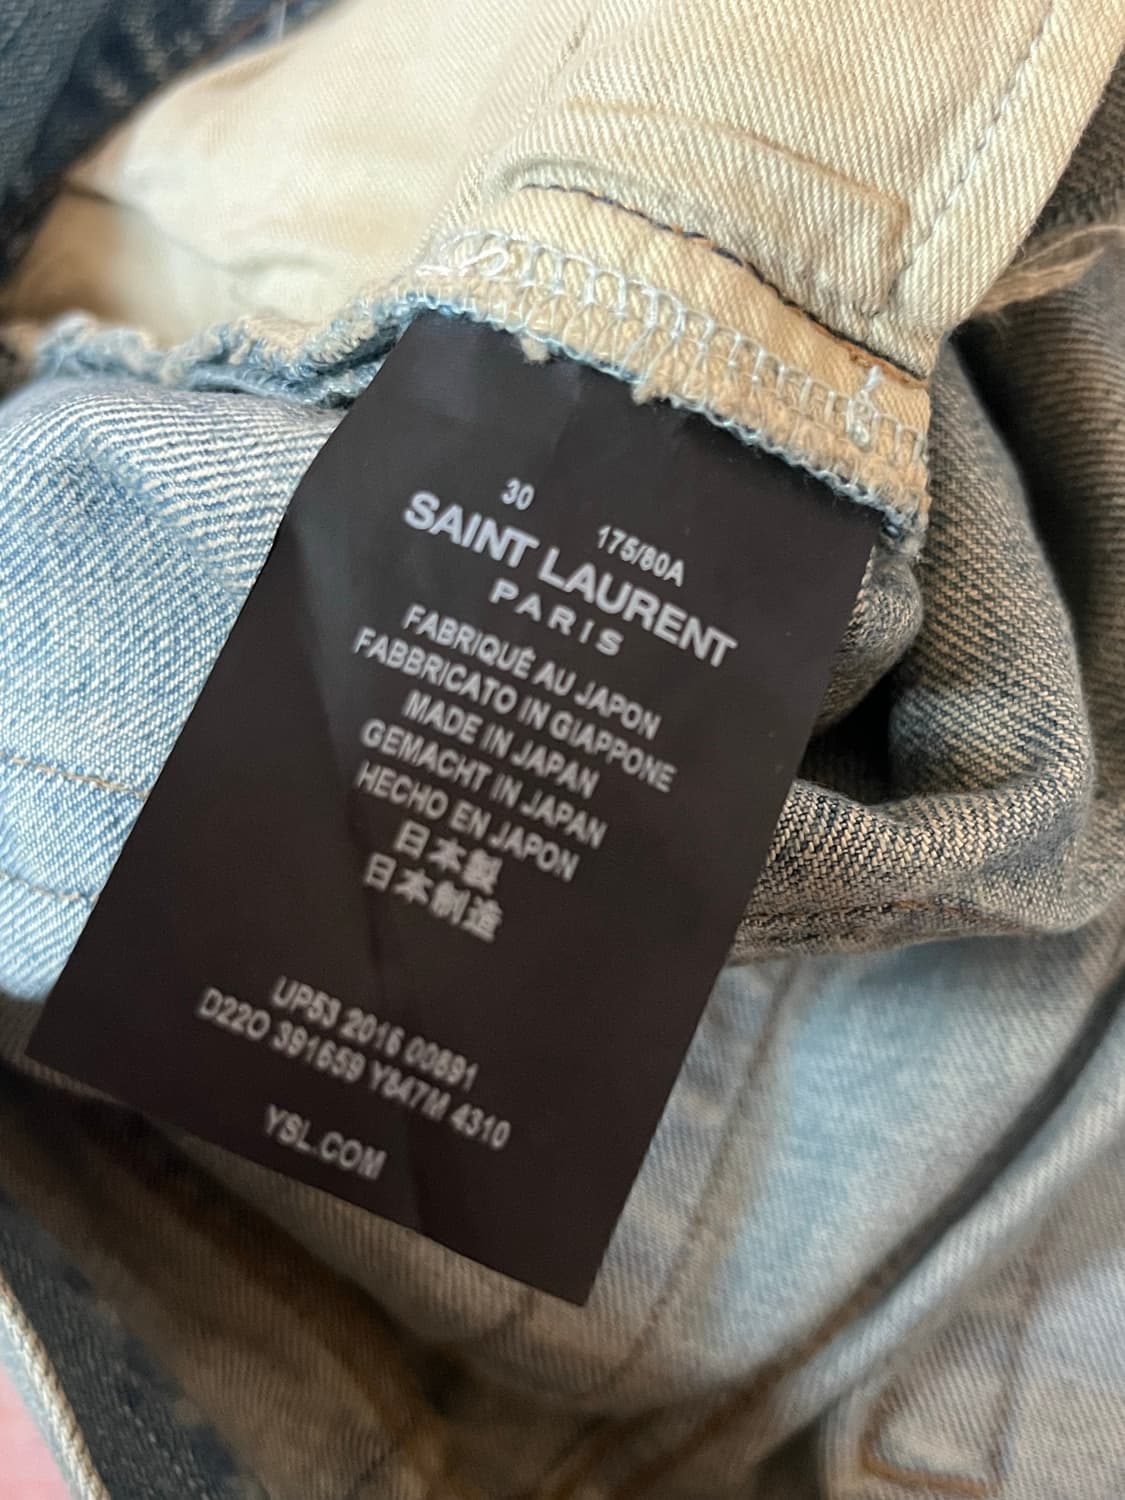 30 175/80A
SAINT LAURENT
PARIS
FABRIQUÉ AU JAPON
FABBRICATO IN GIAPPONE
MADE IN JAPAN
GEMACHT IN JAPAN
HECHO EN JAPON
日本製
日本制造
UP53 2016 00891
D22O 391659 Y847M 4310
YSL.COM